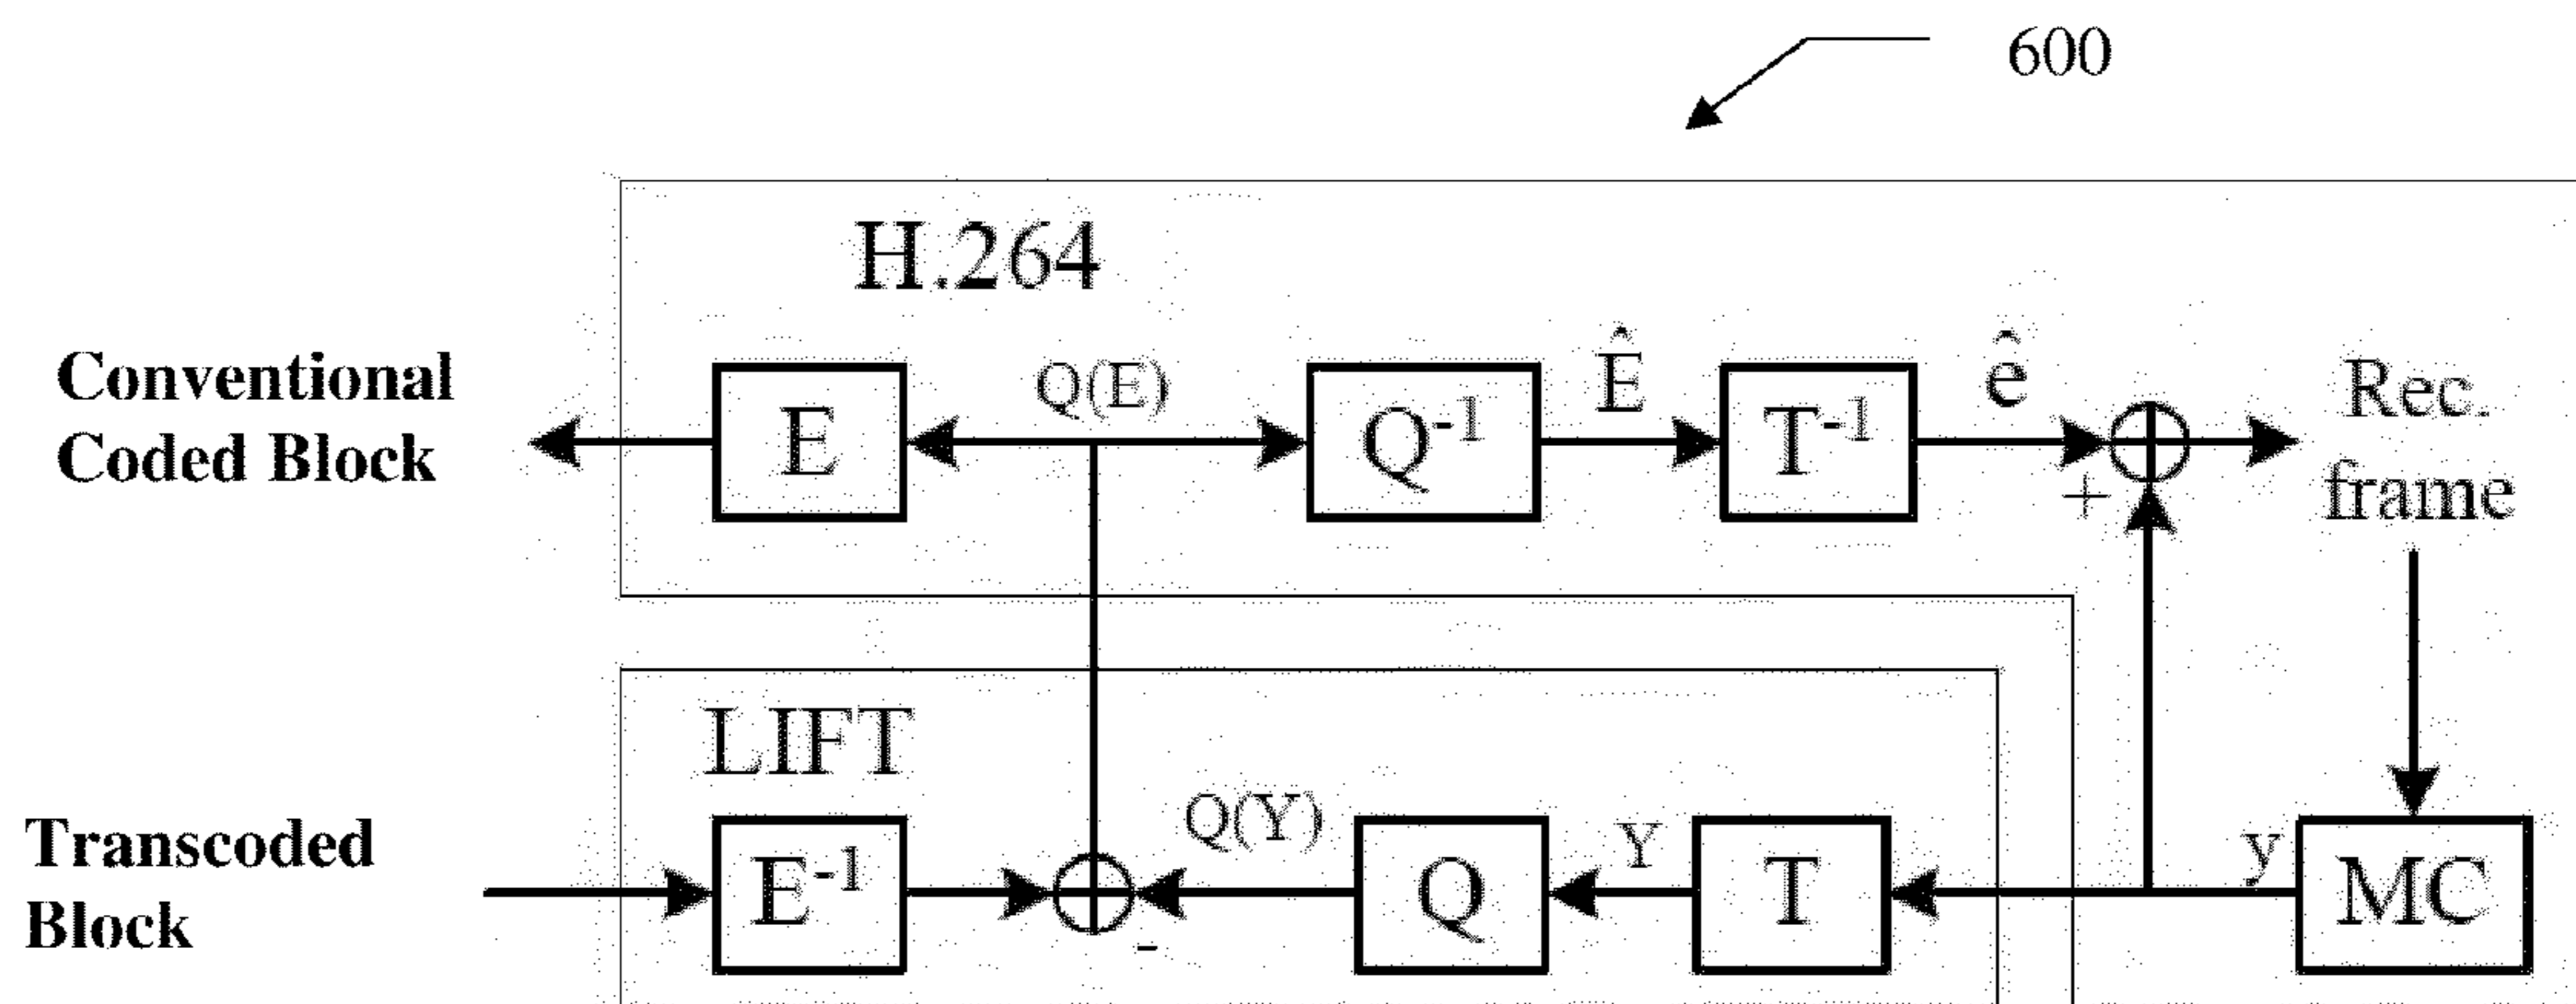 600
H.264
Conventional
Coded Block
E
Q(E)
Q-1
Ê
T-1
ê
+
Rec.
frame
LIFT
Transcoded
Block
E-1
-
Q(Y)
Q
Y
T
y
MC